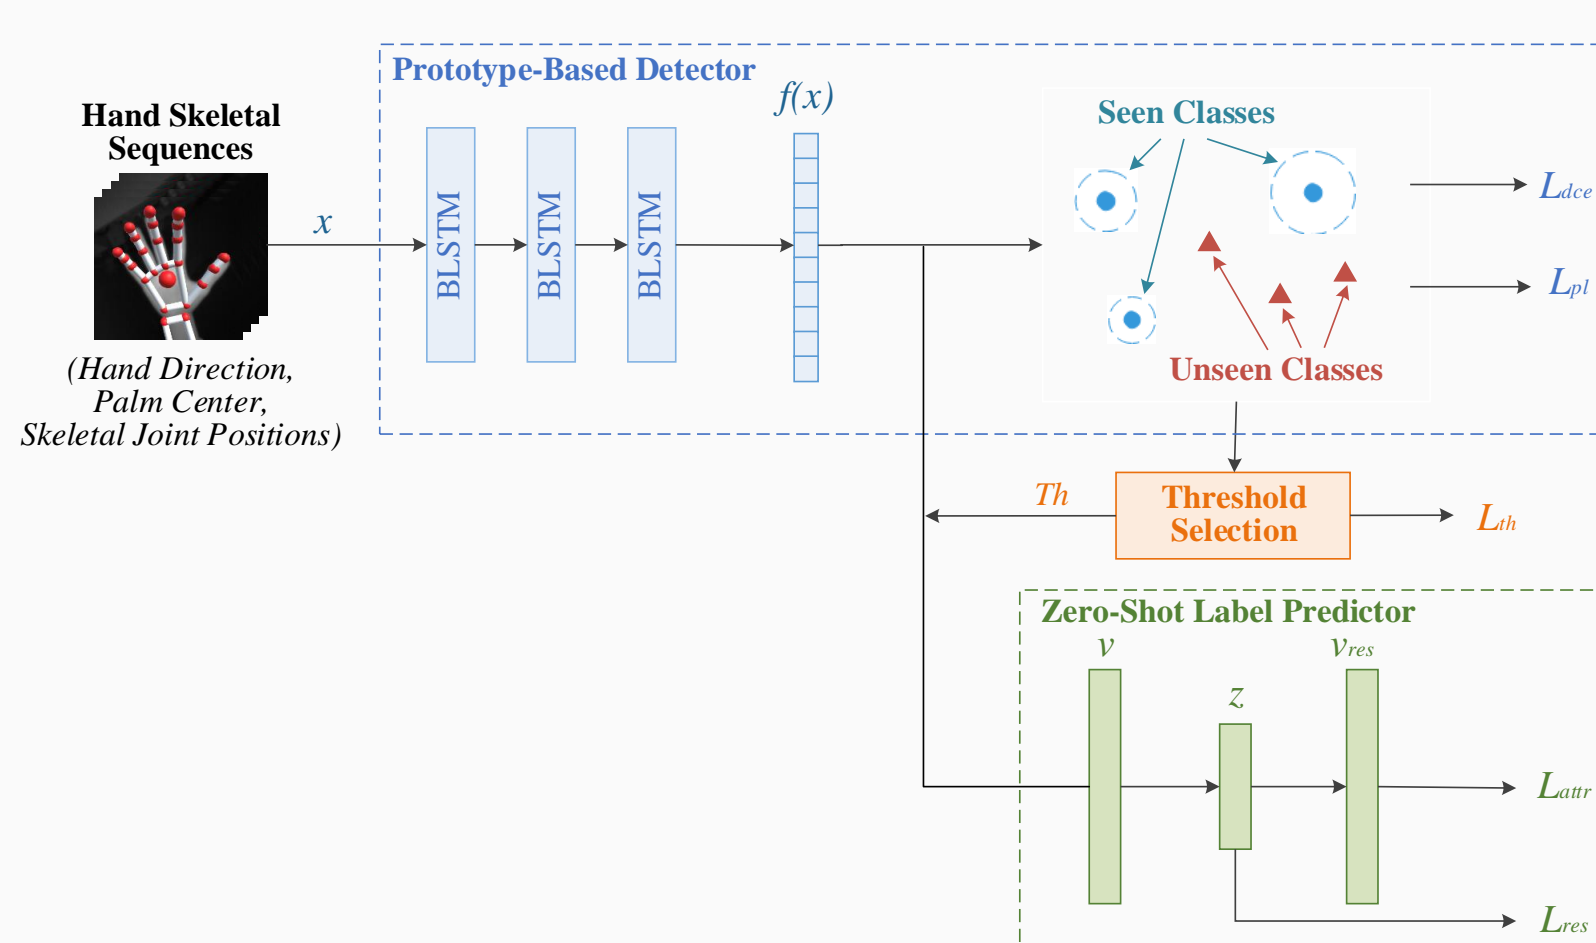 Prototype-Based Detector
Hand Skeletal
Sequences
(Hand Direction,
Palm Center,
Skeletal Joint Positions)
x
BLSTM
BLSTM
BLSTM
f(x)
Seen Classes
Unseen Classes
Ldce
Lpl
Th
Threshold
Selection
Lth
Zero-Shot Label Predictor
v
z
vres
Lattr
Lres